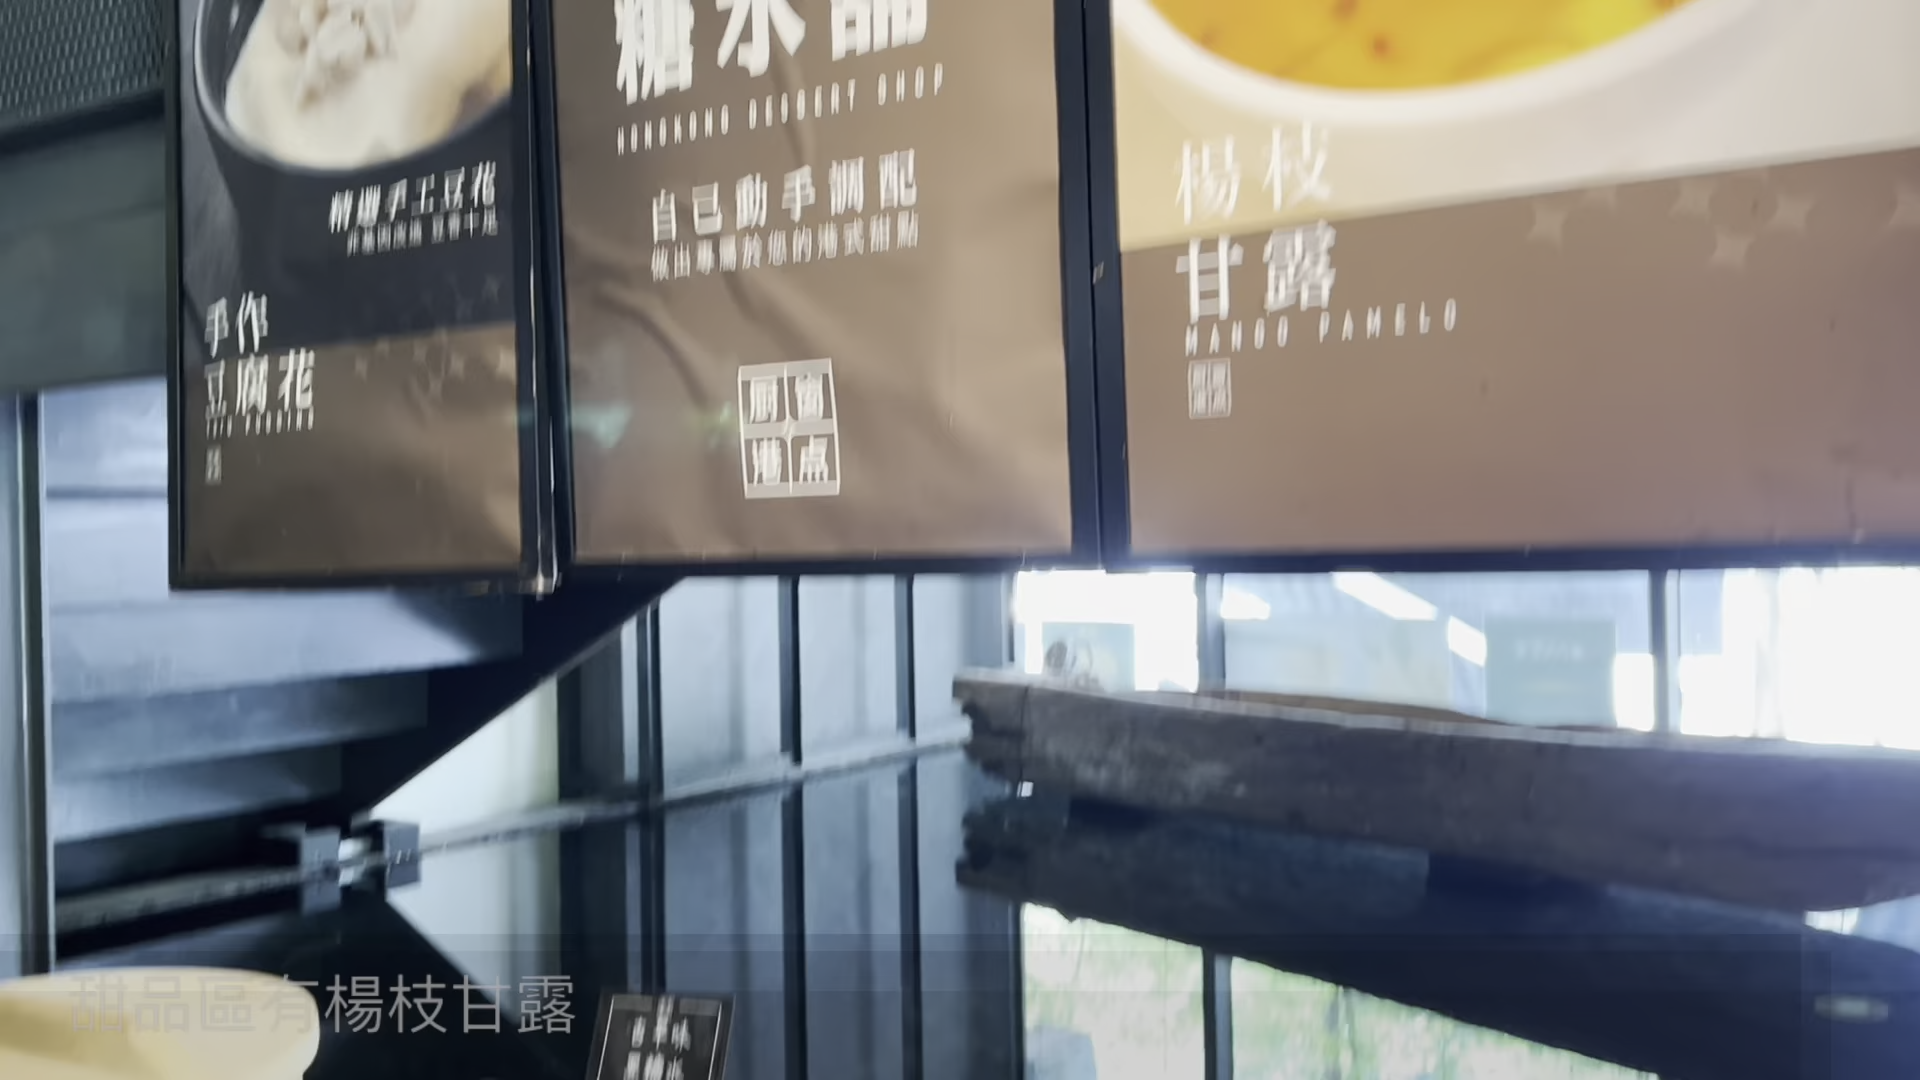 精選手工豆花
手作
豆腐花
糖水舖
HONGKONG DESSERT SHOP
自己動手調配
做出專屬於您的港式甜點
厨窗
港点
楊枝
甘露
MANGO PAMELO
甜品區有楊枝甘露